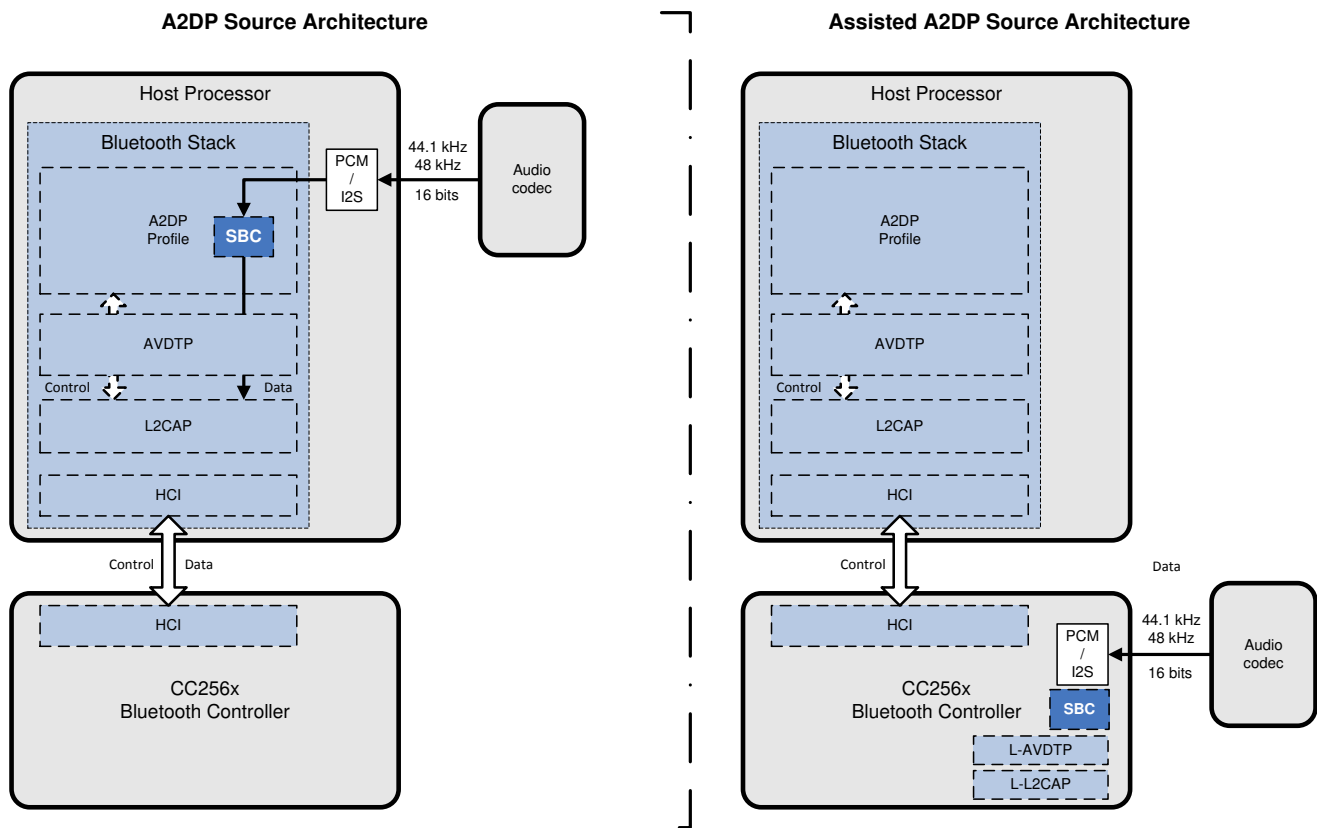 A2DP Source Architecture
Host Processor
Bluetooth Stack
PCM
/
I2S
44.1 kHz
48 kHz
16 bits
Audio
codec
A2DP
Profile
SBC
AVDTP
Control
Data
L2CAP
HCI
Control
Data
HCI
CC256x
Bluetooth Controller
Assisted A2DP Source Architecture
Host Processor
Bluetooth Stack
A2DP
Profile
AVDTP
Control
L2CAP
HCI
Control
Data
HCI
PCM
/
I2S
44.1 kHz
48 kHz
16 bits
Audio
codec
CC256x
Bluetooth Controller
SBC
L-AVDTP
L-L2CAP